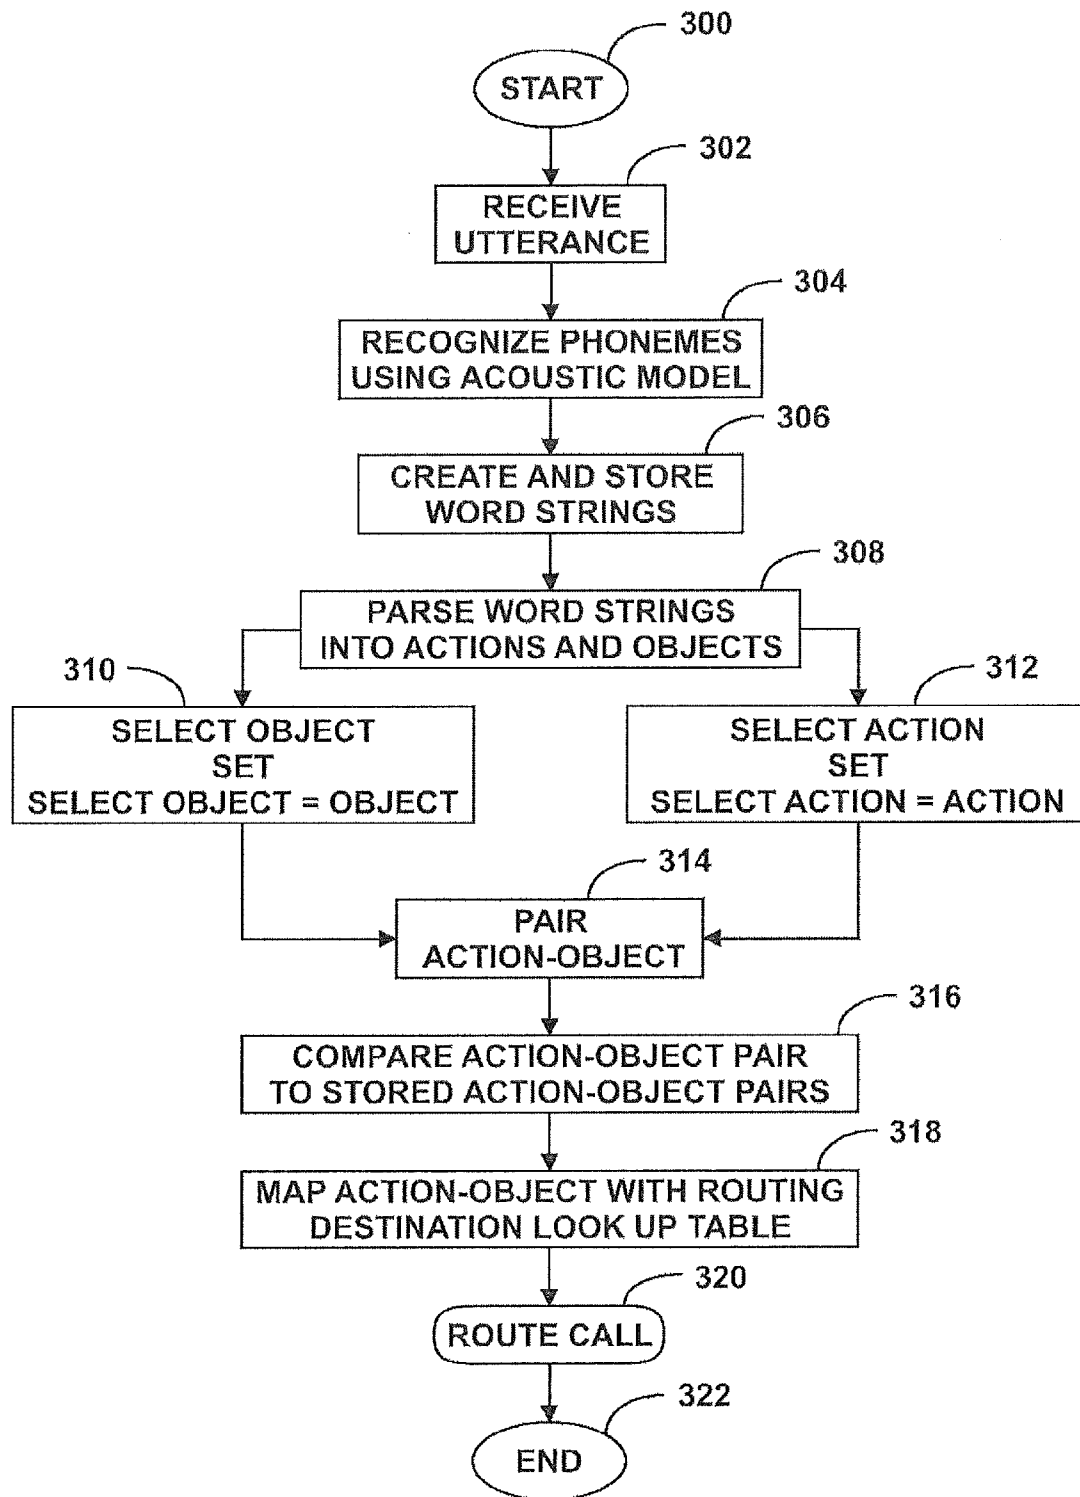 300
START
302
RECEIVE
UTTERANCE
304
RECOGNIZE PHONEMES
USING ACOUSTIC MODEL
306
CREATE AND STORE
WORD STRINGS
308
PARSE WORD STRINGS
INTO ACTIONS AND OBJECTS
310
SELECT OBJECT
SET
SELECT OBJECT = OBJECT
312
SELECT ACTION
SET
SELECT ACTION = ACTION
314
PAIR
ACTION-OBJECT
316
COMPARE ACTION-OBJECT PAIR
TO STORED ACTION-OBJECT PAIRS
318
MAP ACTION-OBJECT WITH ROUTING
DESTINATION LOOK UP TABLE
320
ROUTE CALL
322
END